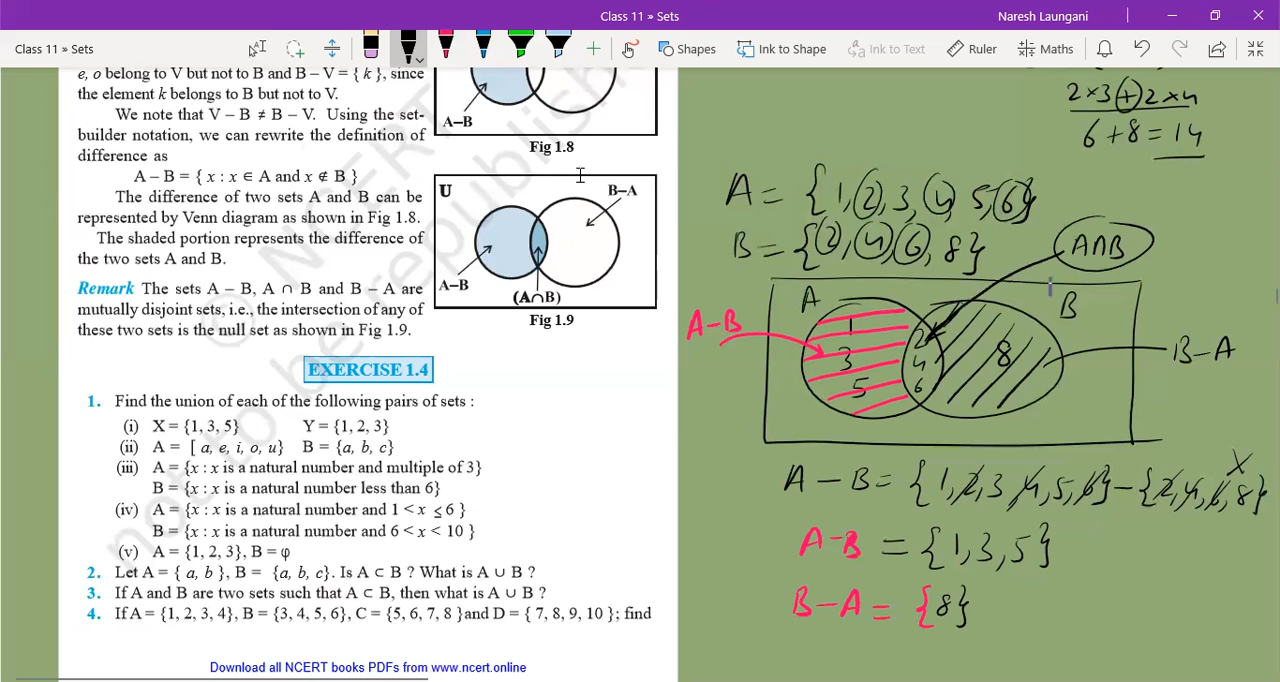 Class 11 » Sets
Naresh Laungani
Class 11 » Sets
Shapes
Ink to Shape
Ink to Text
Ruler
Maths
e, o belong to V but not to B and B – V = { k }, since
the element k belongs to B but not to V.
We note that V – B ≠ B – V. Using the set-
builder notation, we can rewrite the definition of
difference as
A – B = { x : x ∈ A and x ∉ B }
The difference of two sets A and B can be
represented by Venn diagram as shown in Fig 1.8.
The shaded portion represents the difference of
the two sets A and B.
Remark The sets A – B, A ∩ B and B – A are
mutually disjoint sets, i.e., the intersection of any of
these two sets is the null set as shown in Fig 1.9.
A–B
Fig 1.8
U
B–A
A–B
(A∩B)
Fig 1.9
EXERCISE 1.4
1. Find the union of each of the following pairs of sets :
(i) X = {1, 3, 5} Y = {1, 2, 3}
(ii) A = [ a, e, i, o, u} B = {a, b, c}
(iii) A = {x : x is a natural number and multiple of 3}
B = {x : x is a natural number less than 6}
(iv) A = {x : x is a natural number and 1 < x ≤ 6 }
B = {x : x is a natural number and 6 < x < 10 }
(v) A = {1, 2, 3}, B = φ
2. Let A = { a, b }, B = {a, b, c}. Is A ⊂ B ? What is A ∪ B ?
3. If A and B are two sets such that A ⊂ B, then what is A ∪ B ?
4. If A = {1, 2, 3, 4}, B = {3, 4, 5, 6}, C = {5, 6, 7, 8 }and D = { 7, 8, 9, 10 }; find
Download all NCERT books PDFs from www.ncert.online
© NCERT
not to be republish
2×3+2×4
6+8=14
A = {1,2,3,4,5,6}
B = {2,4,6,8}
A∩B
A
B
A-B
1
3
5
2
4
6
8
B-A
A-B={1,2,3,4,5,6}-{2,4,6,8}
X
A-B={1,3,5}
B-A={8}